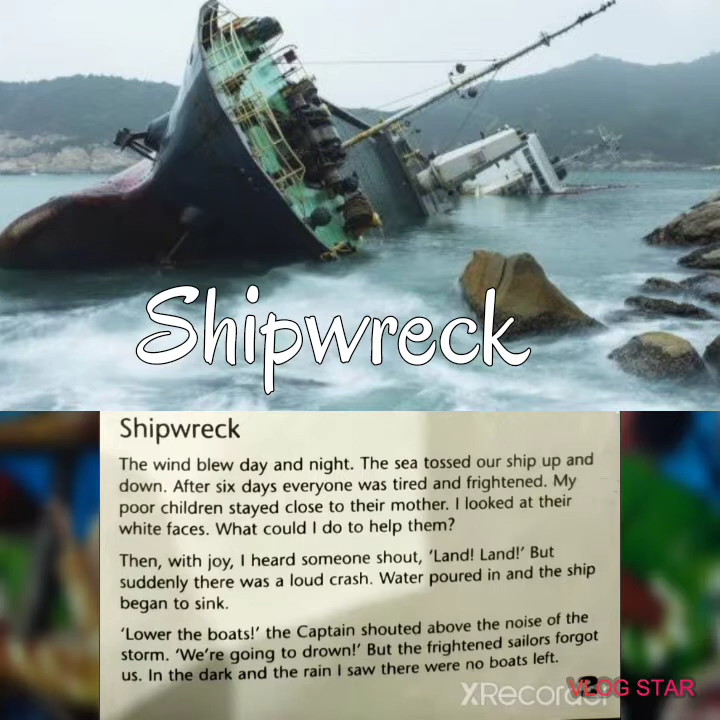 Shipwreck
Shipwreck
The wind blew day and night. The sea tossed our ship up and
down. After six days everyone was tired and frightened. My
poor children stayed close to their mother. I looked at their
white faces. What could I do to help them?
Then, with joy, I heard someone shout, 'Land! Land!' But
suddenly there was a loud crash. Water poured in and the ship
began to sink.
'Lower the boats!' the Captain shouted above the noise of the
storm. 'We're going to drown!' But the frightened sailors forgot
us. In the dark and the rain I saw there were no boats left.
XRecorder
VLOG STAR